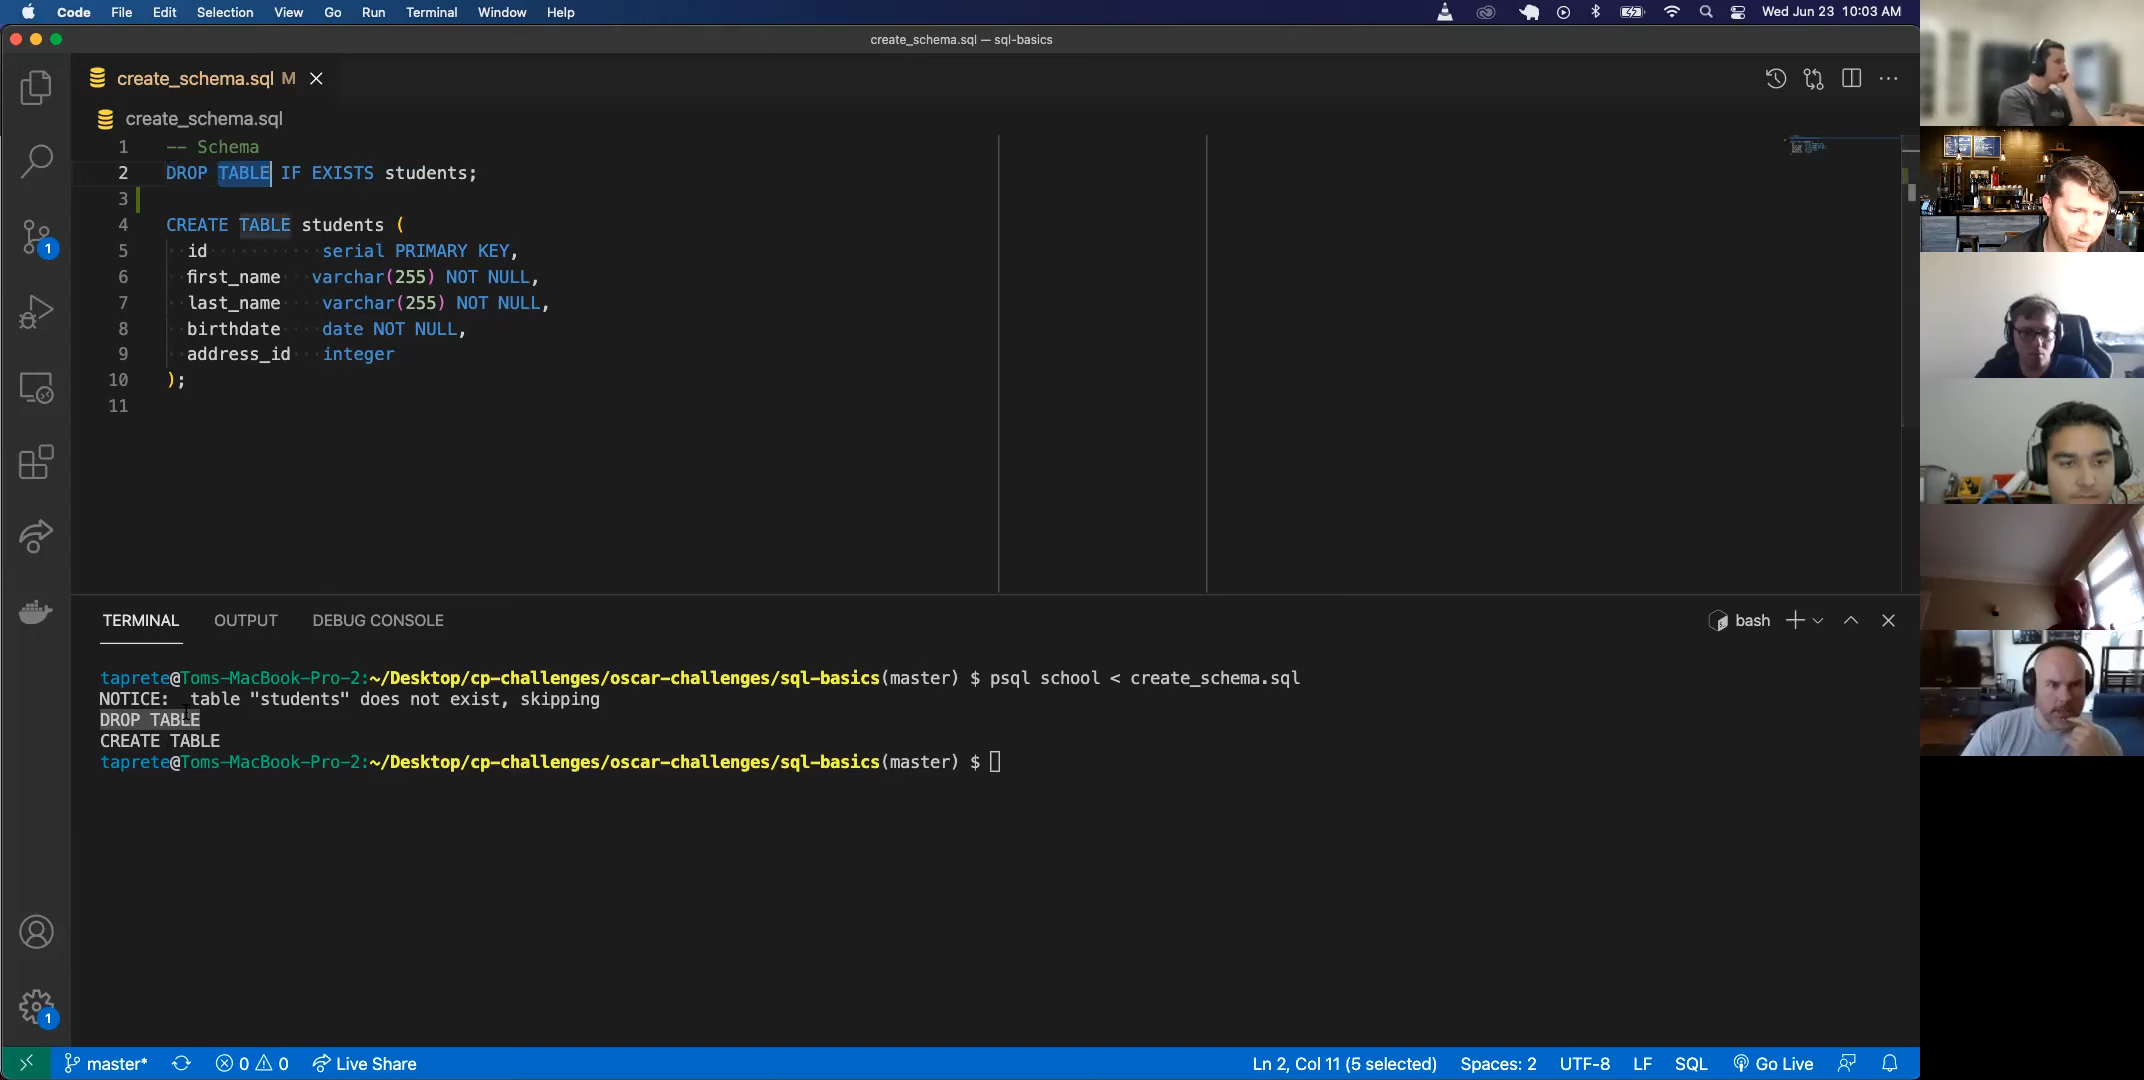 Code File Edit Selection View Go Run Terminal Window Help Wed Jun 23 10:03 AM
create_schema.sql — sql-basics
create_schema.sql M
create_schema.sql
1 -- Schema
2 DROP TABLE IF EXISTS students;
3
4 CREATE TABLE students (
5 id serial PRIMARY KEY,
6 first_name varchar(255) NOT NULL,
7 last_name varchar(255) NOT NULL,
8 birthdate date NOT NULL,
9 address_id integer
10 );
11
1
TERMINAL OUTPUT DEBUG CONSOLE bash
taprete@Toms-MacBook-Pro-2:~/Desktop/cp-challenges/oscar-challenges/sql-basics(master) $ psql school < create_schema.sql
NOTICE: table "students" does not exist, skipping
DROP TABLE
CREATE TABLE
taprete@Toms-MacBook-Pro-2:~/Desktop/cp-challenges/oscar-challenges/sql-basics(master) $
1
master* 0 0 Live Share Ln 2, Col 11 (5 selected) Spaces: 2 UTF-8 LF SQL Go Live